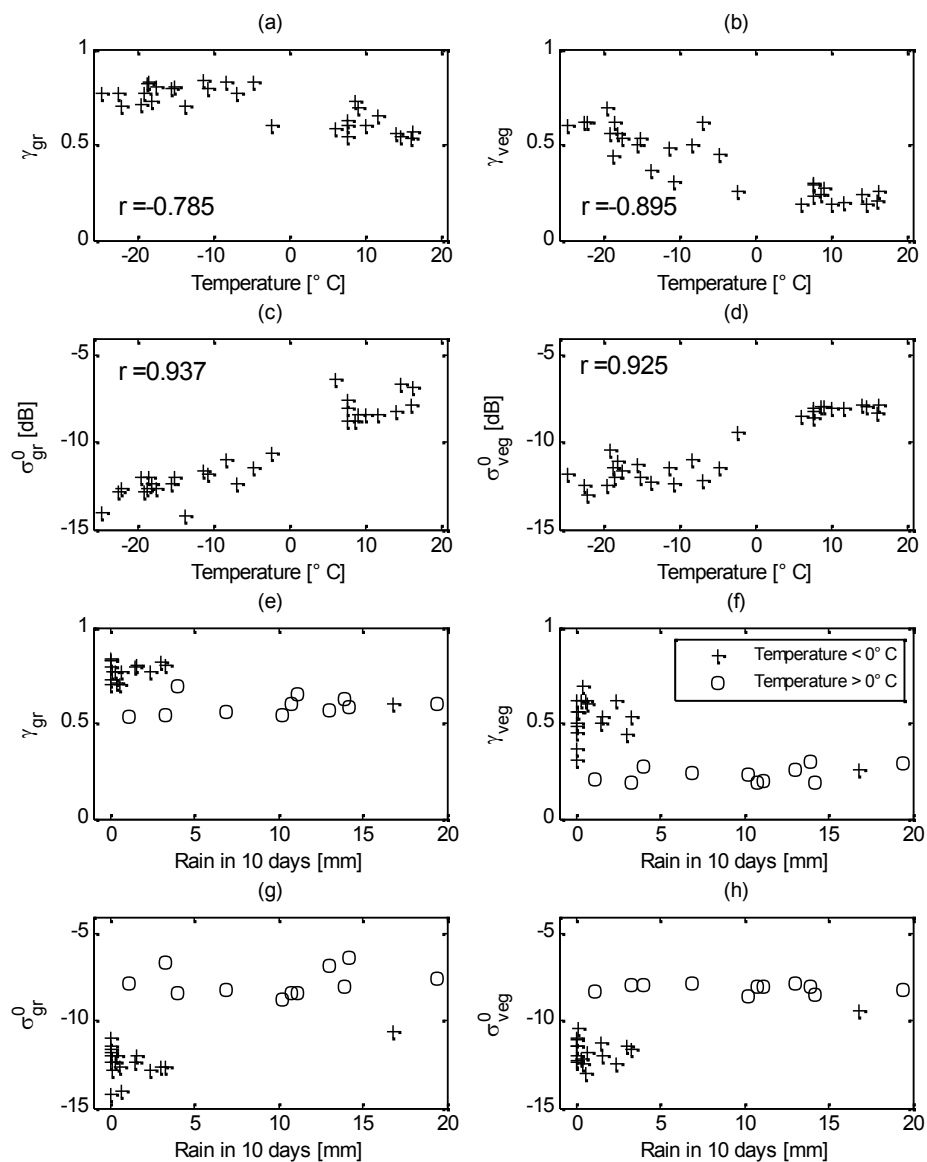 (a)
1
0.5
0
γgr
r =-0.785
-20 -10 0 10 20
Temperature [° C]
(b)
1
0.5
0
γveg
r =-0.895
-20 -10 0 10 20
Temperature [° C]
(c)
-5
-10
-15
σ⁰gr [dB]
r =0.937
-20 -10 0 10 20
Temperature [° C]
(d)
-5
-10
-15
σ⁰veg [dB]
r =0.925
-20 -10 0 10 20
Temperature [° C]
(e)
1
0.5
0
γgr
0 5 10 15 20
Rain in 10 days [mm]
(f)
1
0.5
0
γveg
Temperature < 0° C
Temperature > 0° C
0 5 10 15 20
Rain in 10 days [mm]
(g)
-5
-10
-15
σ⁰gr
0 5 10 15 20
Rain in 10 days [mm]
(h)
-5
-10
-15
σ⁰veg
0 5 10 15 20
Rain in 10 days [mm]